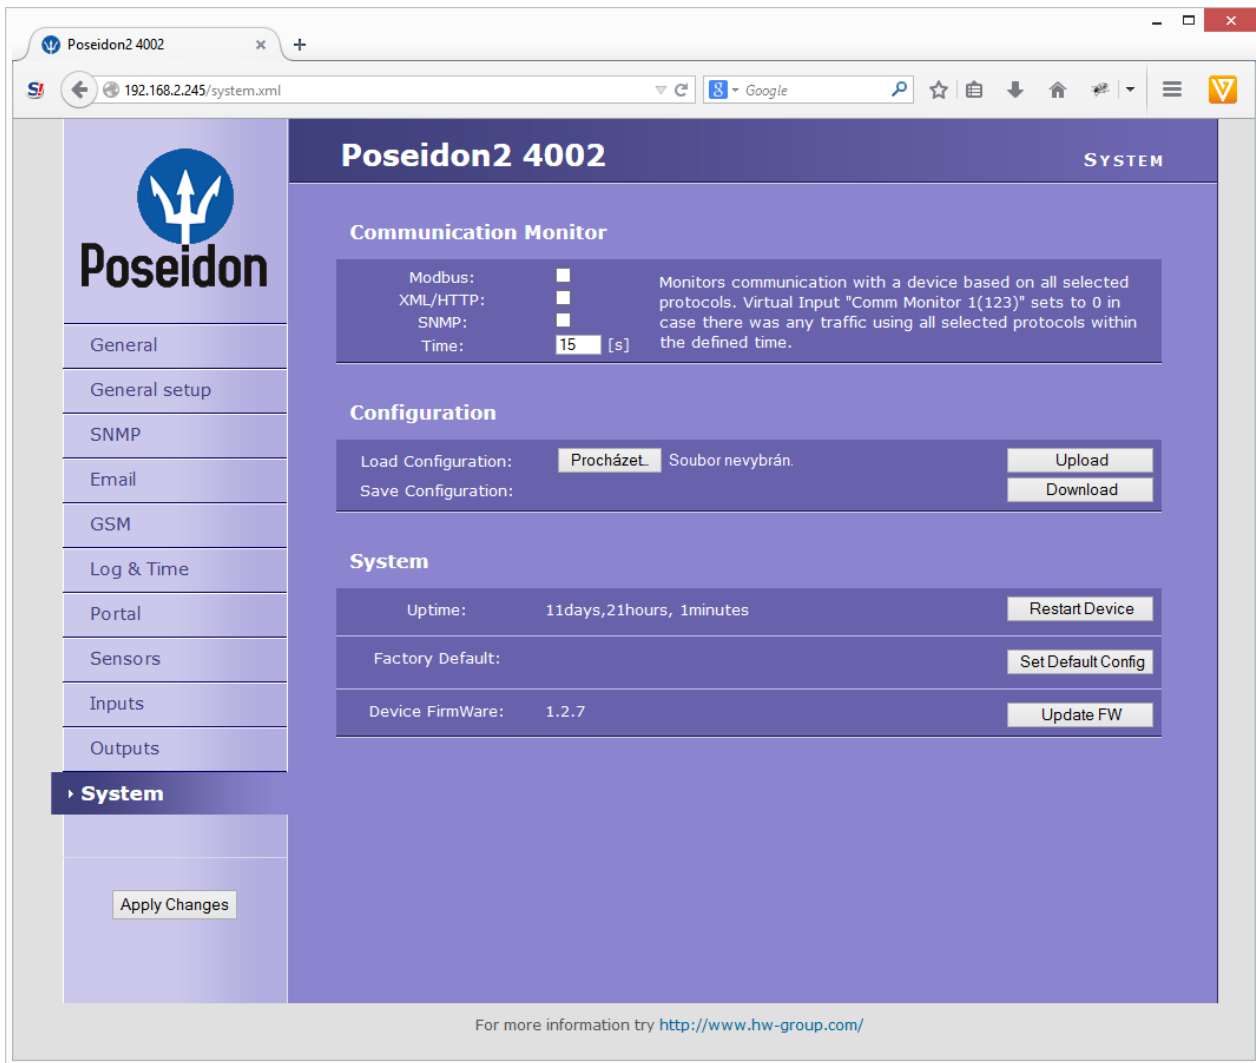 Poseidon2 4002
192.168.2.245/system.xml
Google
Poseidon
General
General setup
SNMP
Email
GSM
Log & Time
Portal
Sensors
Inputs
Outputs
System
Apply Changes
Poseidon2 4002
SYSTEM
Communication Monitor
Modbus:
XML/HTTP:
SNMP:
Time: 15 [s]
Monitors communication with a device based on all selected
protocols. Virtual Input "Comm Monitor 1(123)" sets to 0 in
case there was any traffic using all selected protocols within
the defined time.
Configuration
Load Configuration: Procházet... Soubor nevybrán. Upload
Save Configuration: Download
System
Uptime: 11days,21hours, 1minutes Restart Device
Factory Default: Set Default Config
Device FirmWare: 1.2.7 Update FW
For more information try http://www.hw-group.com/